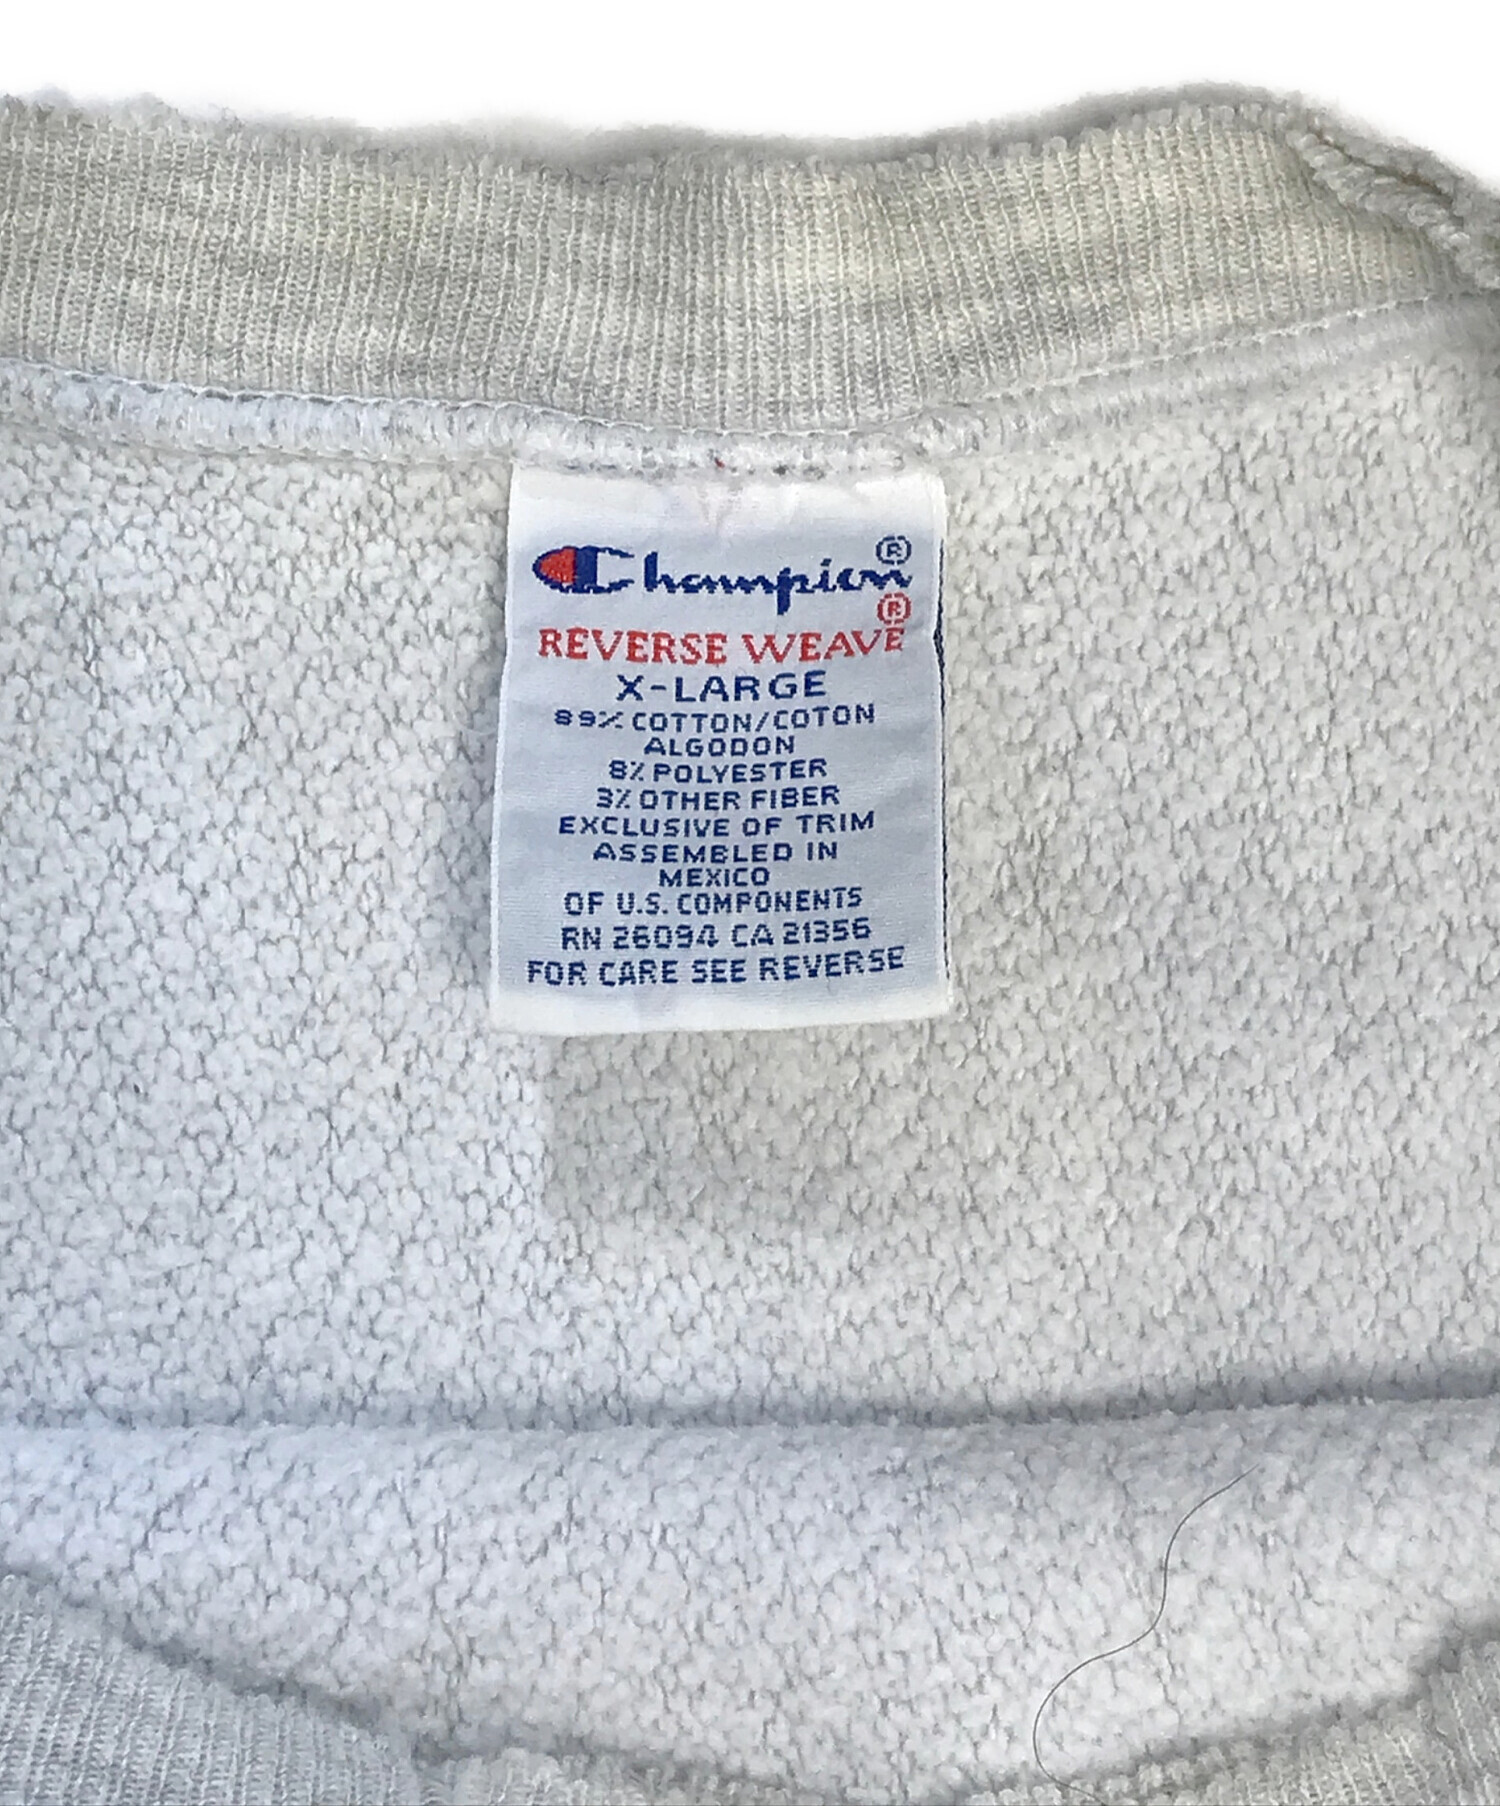 Champion®
REVERSE WEAVE®
X-LARGE
89% COTTON/COTON
ALGODON
8% POLYESTER
3% OTHER FIBER
EXCLUSIVE OF TRIM
ASSEMBLED IN
MEXICO
OF U.S. COMPONENTS
RN 26094 CA 21356
FOR CARE SEE REVERSE